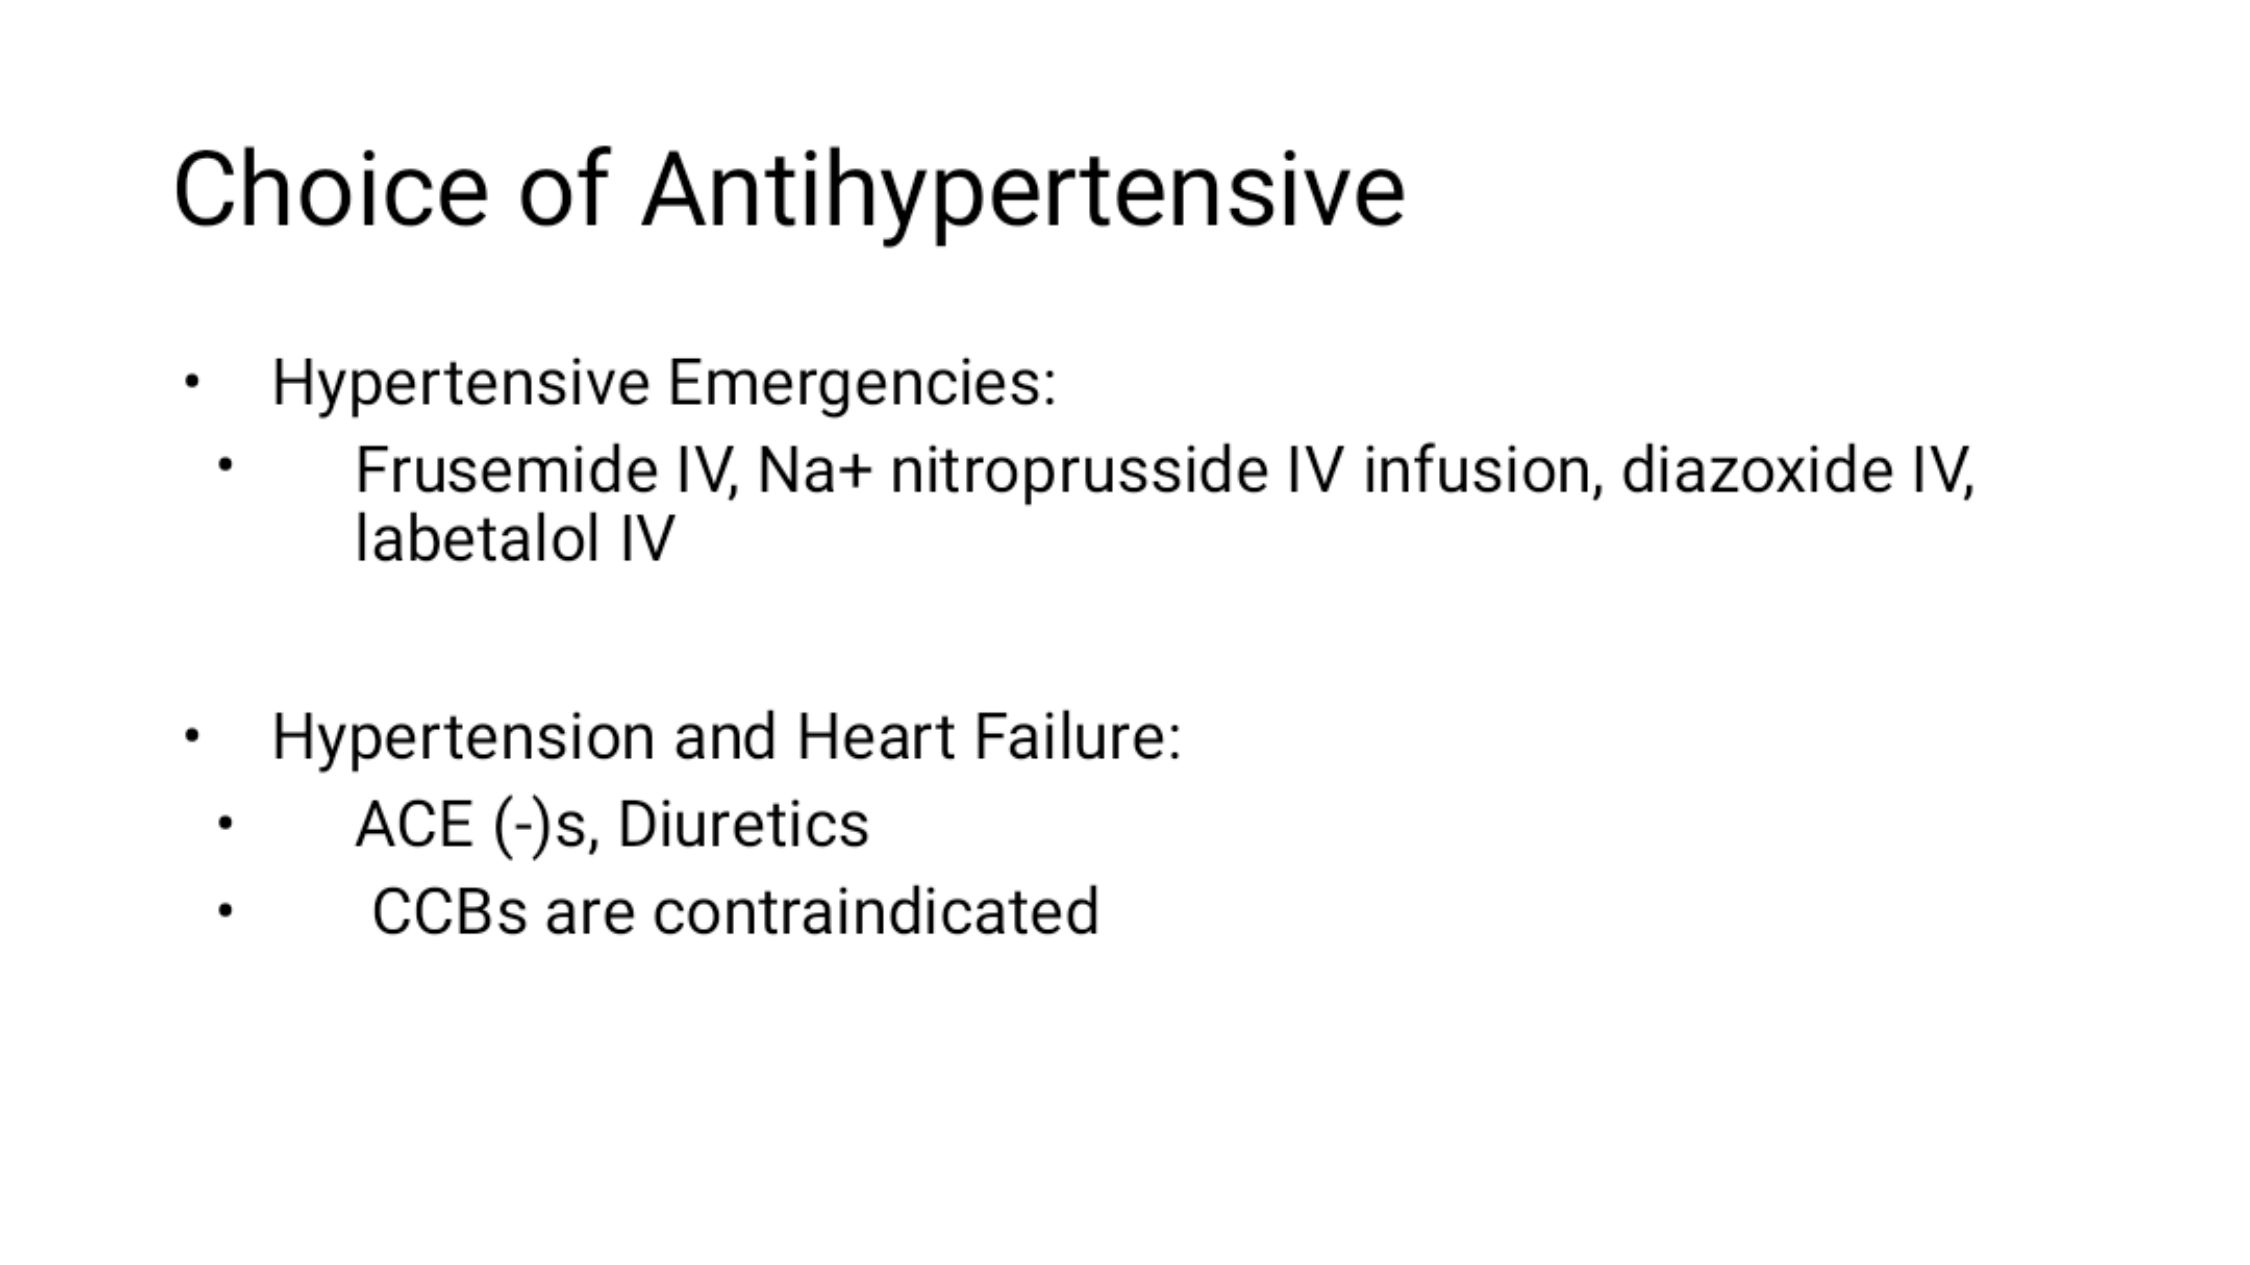 Choice of Antihypertensive
• Hypertensive Emergencies:
• Frusemide IV, Na+ nitroprusside IV infusion, diazoxide IV,
labetalol IV
• Hypertension and Heart Failure:
• ACE (-)s, Diuretics
• CCBs are contraindicated